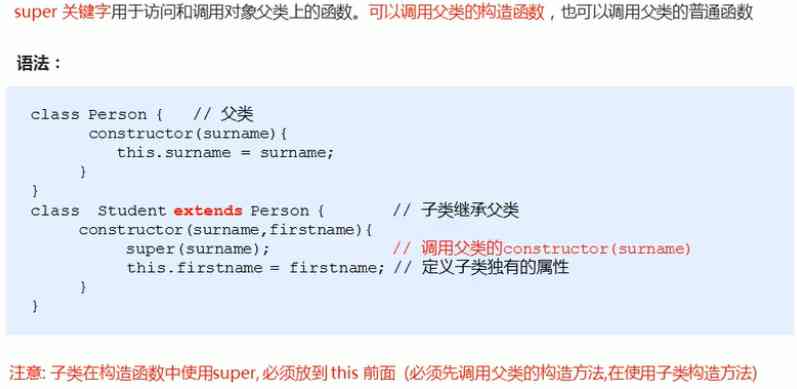 super 关键字用于访问和调用对象父类上的函数。可以调用父类的构造函数，也可以调用父类的普通函数
语法：
class Person {   // 父类
      constructor(surname){
         this.surname = surname;
     }
}
class  Student extends Person {       // 子类继承父类
     constructor(surname,firstname){
          super(surname);             // 调用父类的constructor(surname)
          this.firstname = firstname; // 定义子类独有的属性
     }
}
注意: 子类在构造函数中使用super, 必须放到 this 前面 (必须先调用父类的构造方法,在使用子类构造方法)